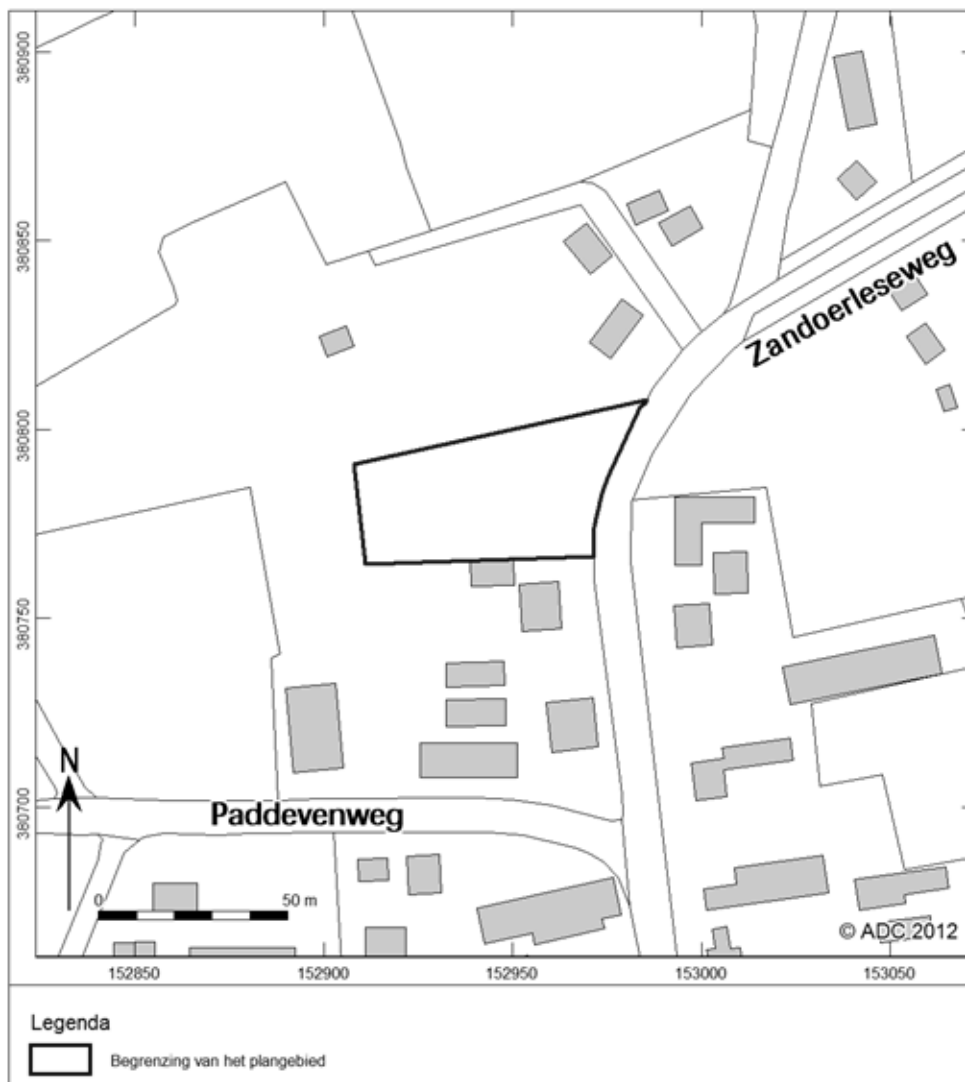 380900
380850
380800
380750
380700
Zandoerleseweg
N
Paddevenweg
0 50 m
© ADC 2012
152850 152900 152950 153000 153050
Legenda
Begrenzing van het plangebied